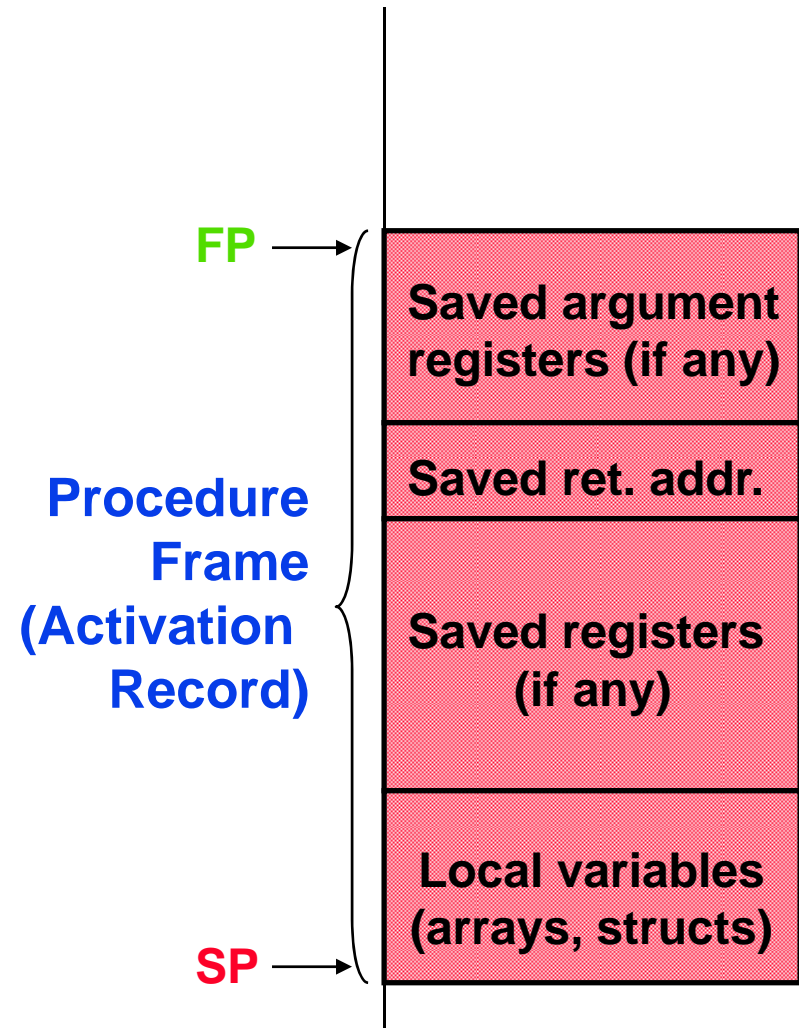 FP
Saved argument
registers (if any)
Saved ret. addr.
Procedure
Frame
(Activation
Record)
Saved registers
(if any)
Local variables
(arrays, structs)
SP